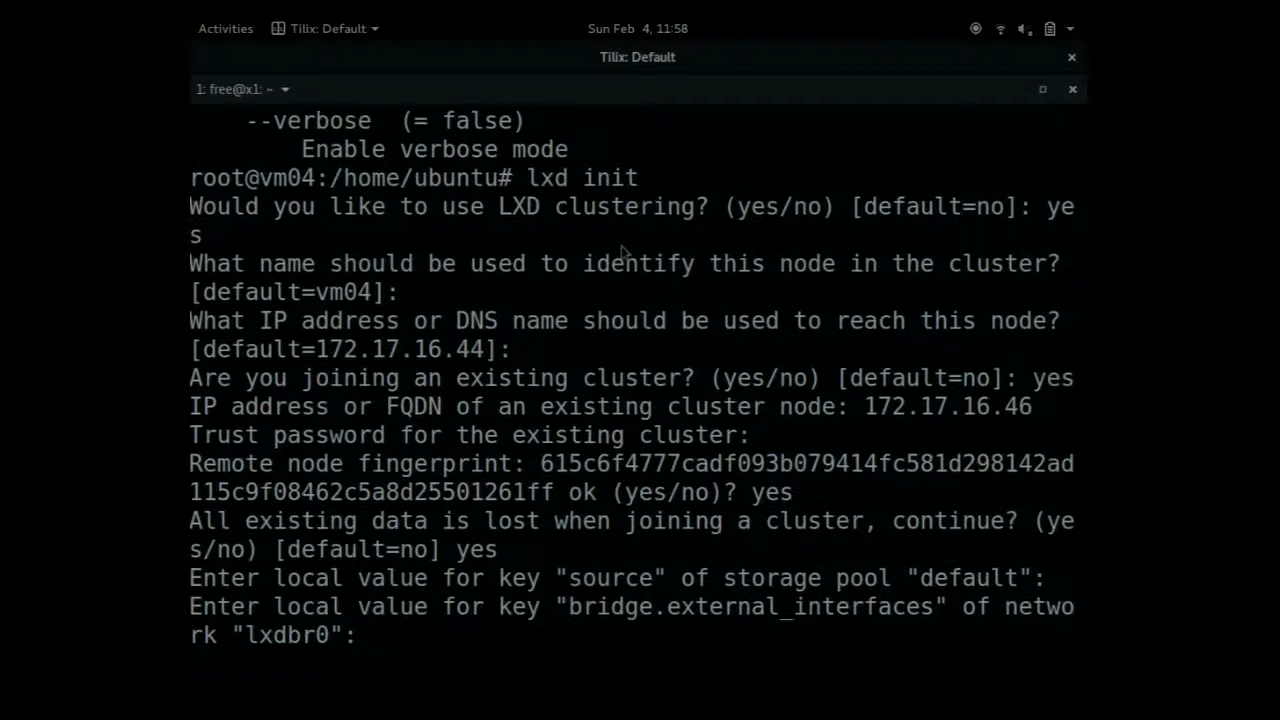 Activities Tilix: Default Sun Feb 4, 11:58
Tilix: Default
1: free@x1: ~
--verbose (= false)
Enable verbose mode
root@vm04:/home/ubuntu# lxd init
Would you like to use LXD clustering? (yes/no) [default=no]: ye
s
What name should be used to identify this node in the cluster?
[default=vm04]:
What IP address or DNS name should be used to reach this node?
[default=172.17.16.44]:
Are you joining an existing cluster? (yes/no) [default=no]: yes
IP address or FQDN of an existing cluster node: 172.17.16.46
Trust password for the existing cluster:
Remote node fingerprint: 615c6f4777cadf093b079414fc581d298142ad
115c9f08462c5a8d25501261ff ok (yes/no)? yes
All existing data is lost when joining a cluster, continue? (ye
s/no) [default=no] yes
Enter local value for key "source" of storage pool "default":
Enter local value for key "bridge.external_interfaces" of netwo
rk "lxdbr0":